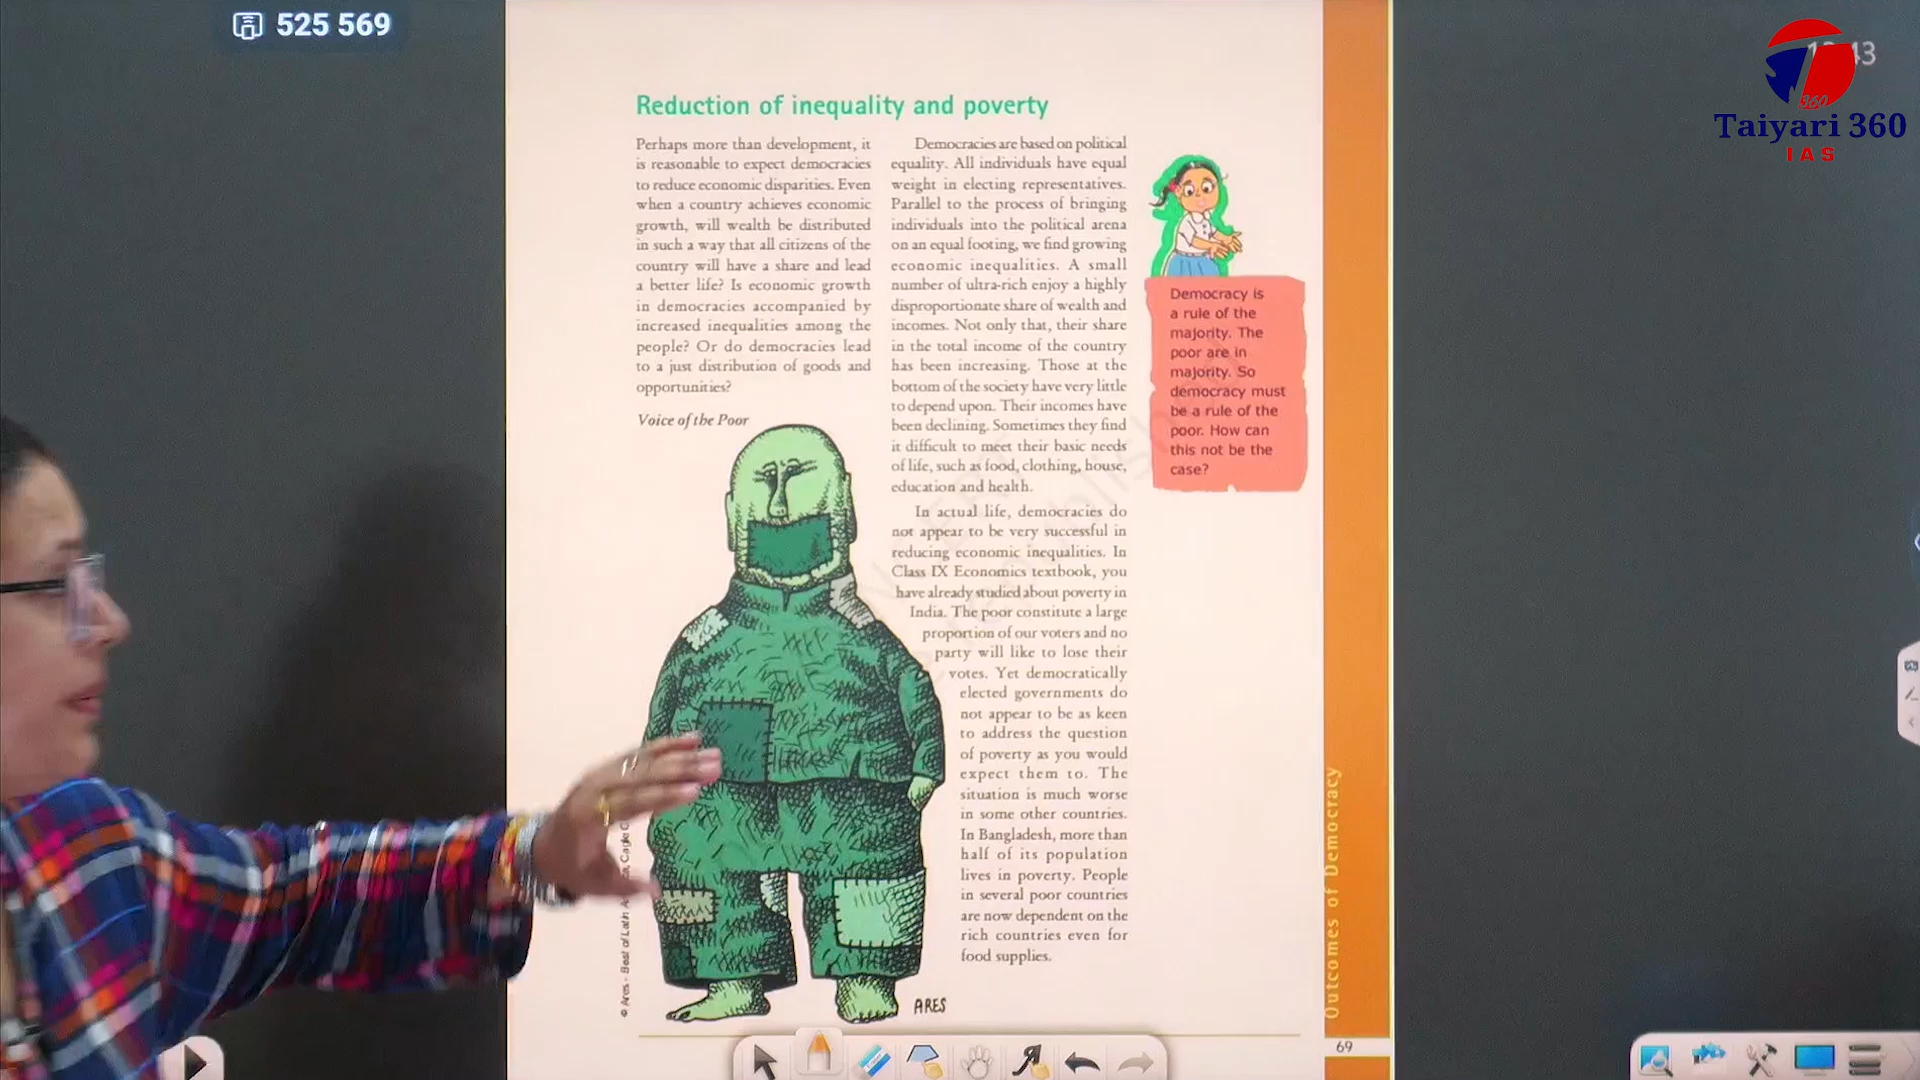 525 569
Taiyari 360
IAS
360
Reduction of inequality and poverty
Perhaps more than development, it
is reasonable to expect democracies
to reduce economic disparities. Even
when a country achieves economic
growth, will wealth be distributed
in such a way that all citizens of the
country will have a share and lead
a better life? Is economic growth
in democracies accompanied by
increased inequalities among the
people? Or do democracies lead
to a just distribution of goods and
opportunities?
Voice of the Poor
ARES
Democracies are based on political
equality. All individuals have equal
weight in electing representatives.
Parallel to the process of bringing
individuals into the political arena
on an equal footing, we find growing
economic inequalities. A small
number of ultra-rich enjoy a highly
disproportionate share of wealth and
incomes. Not only that, their share
in the total income of the country
has been increasing. Those at the
bottom of the society have very little
to depend upon. Their incomes have
been declining. Sometimes they find
it difficult to meet their basic needs
of life, such as food, clothing, house,
education and health.
In actual life, democracies do
not appear to be very successful in
reducing economic inequalities. In
Class IX Economics textbook, you
have already studied about poverty in
India. The poor constitute a large
proportion of our voters and no
party will like to lose their
votes. Yet democratically
elected governments do
not appear to be as keen
to address the question
of poverty as you would
expect them to. The
situation is much worse
in some other countries.
In Bangladesh, more than
half of its population
lives in poverty. People
in several poor countries
are now dependent on the
rich countries even for
food supplies.
Democracy is
a rule of the
majority. The
poor are in
majority. So
democracy must
be a rule of the
poor. How can
this not be the
case?
© Ares - Best of Latin
Outcomes of Democracy
69